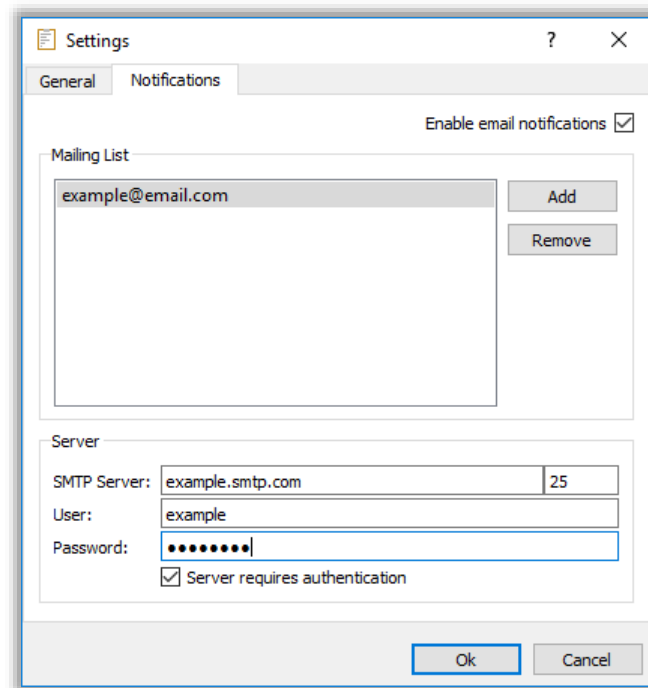 Settings ?
General Notifications
Enable email notifications
Mailing List
example@email.com
Add
Remove
Server
SMTP Server: example.smtp.com 25
User: example
Password: ••••••••
Server requires authentication
Ok Cancel